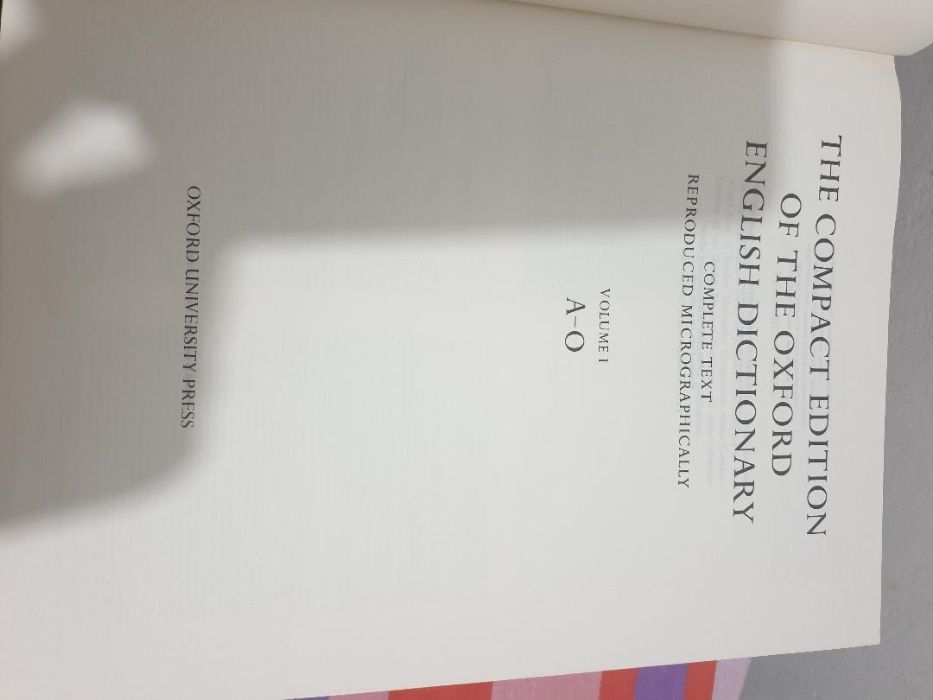 THE COMPACT EDITION
OF THE OXFORD
ENGLISH DICTIONARY
COMPLETE TEXT
REPRODUCED MICROGRAPHICALLY
VOLUME I
A–O
OXFORD UNIVERSITY PRESS